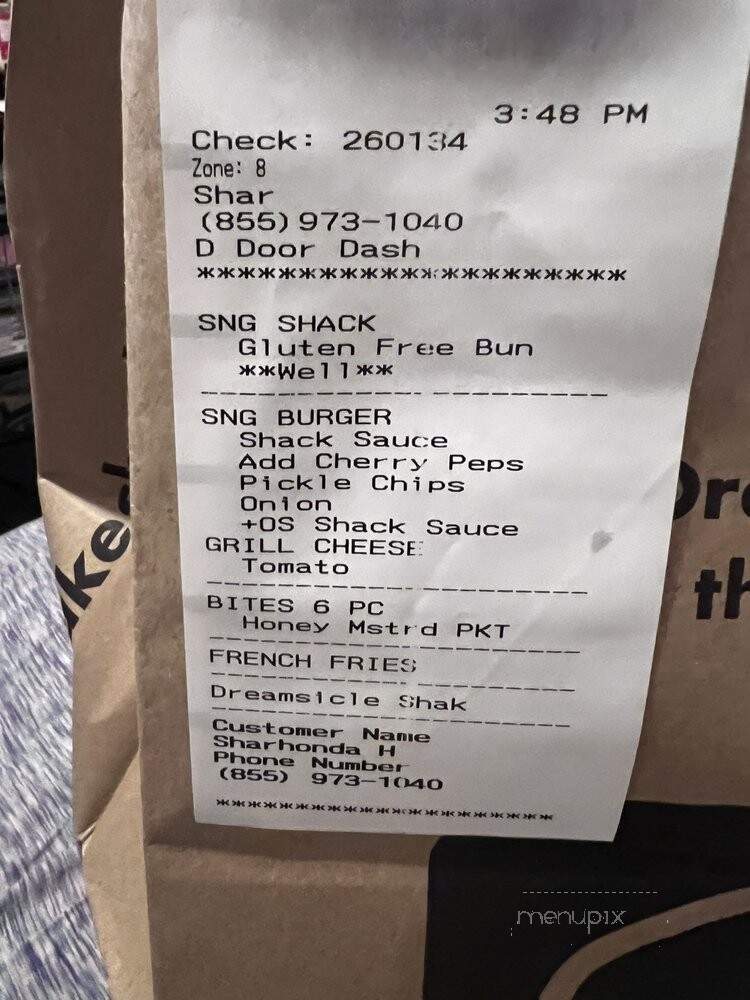 3:48 PM
Check: 260134
Zone: 8
Shar
(855)973-1040
D Door Dash
********************************
SNG SHACK
Gluten Free Bun
**Well**
------------------------------
SNG BURGER
Shack Sauce
Add Cherry Peps
Pickle Chips
Onion
+OS Shack Sauce
GRILL CHEESE
Tomato
------------------------------
BITES 6 PC
Honey Mstrd PKT
------------------------------
FRENCH FRIES
------------------------------
Dreamsicle Shak
------------------------------
Customer Name
Sharhonda H
Phone Number
(855) 973-1040
********************************
menupix